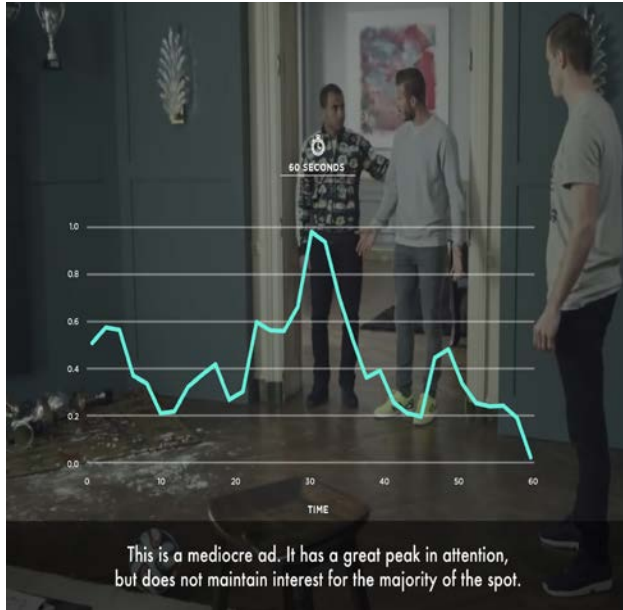 60 SECONDS
1.0
0.8
0.6
0.4
0.2
0.0
0 10 20 30 40 50 60
TIME
This is a mediocre ad. It has a great peak in attention,
but does not maintain interest for the majority of the spot.